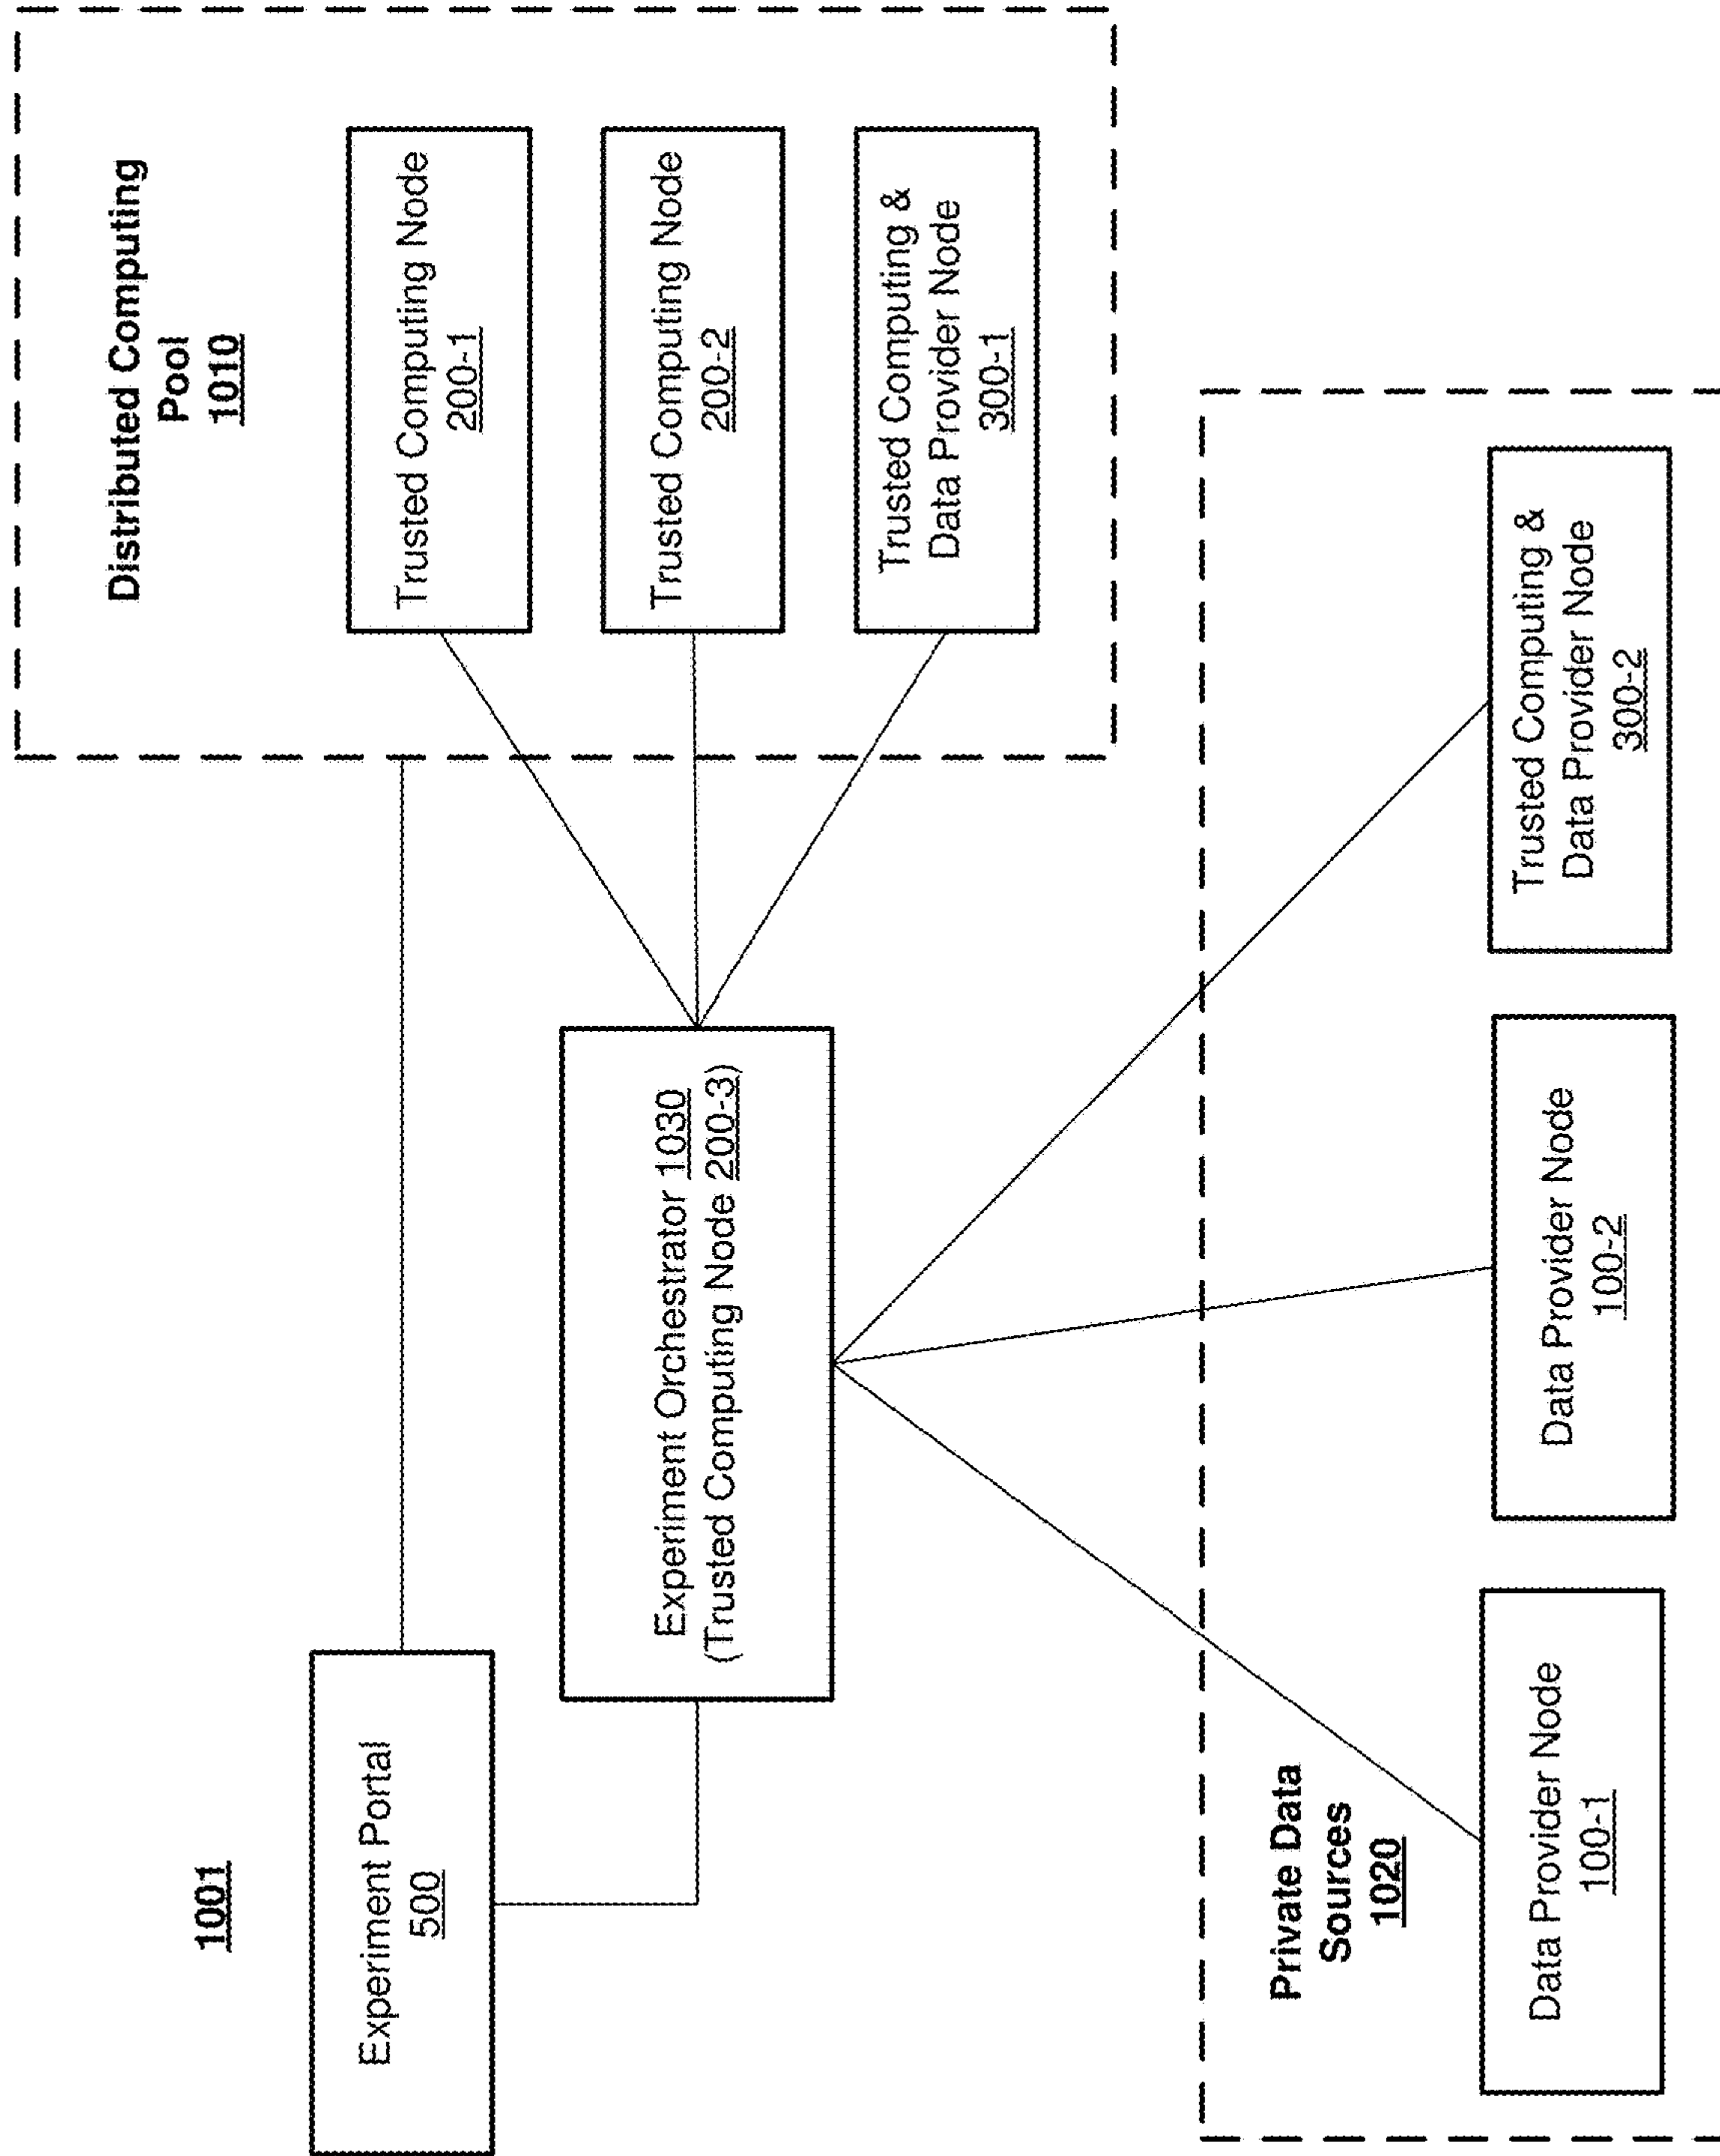 1001
Experiment Portal
500
Distributed Computing
Pool
1010
Trusted Computing Node
200-1
Trusted Computing Node
200-2
Trusted Computing &
Data Provider Node
300-1
Experiment Orchestrator 1030
(Trusted Computing Node 200-3)
Private Data
Sources
1020
Data Provider Node
100-1
Data Provider Node
100-2
Trusted Computing &
Data Provider Node
300-2